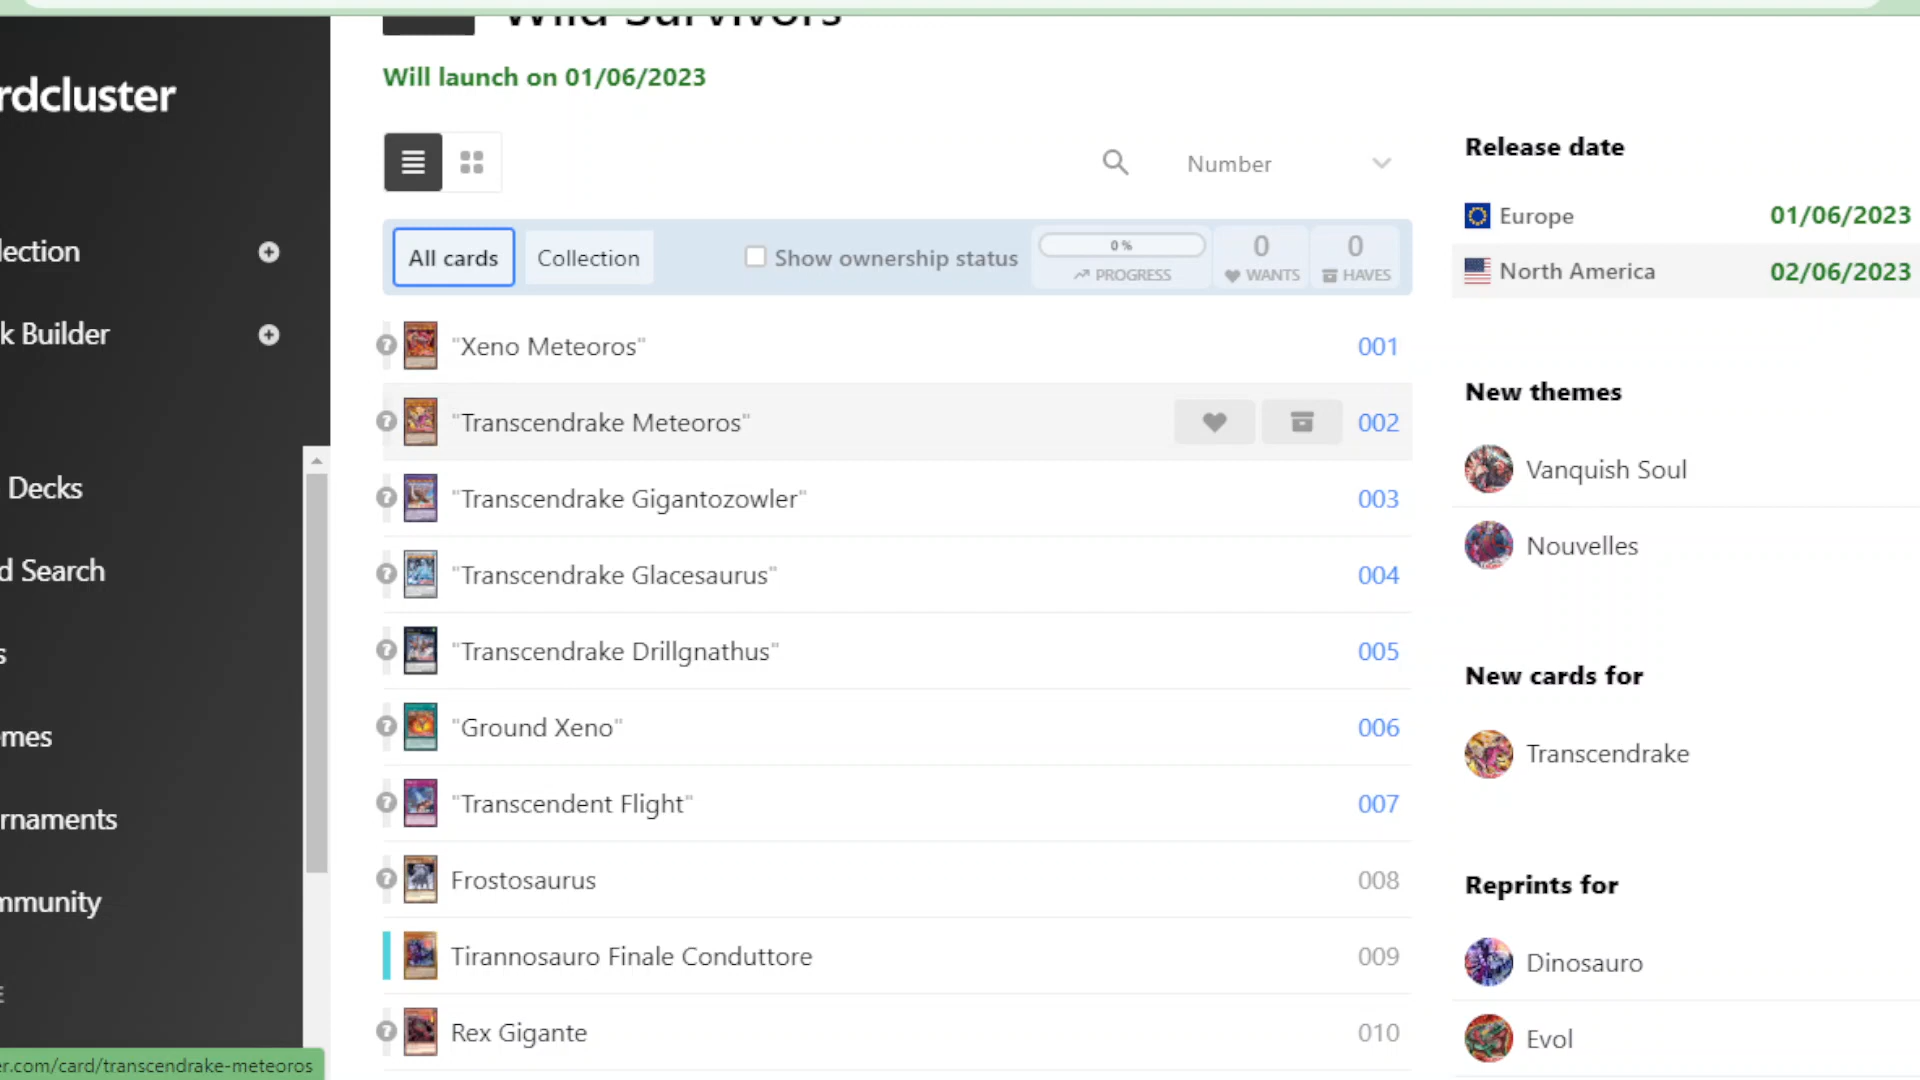 Wild Survivors
Will launch on 01/06/2023
rdcluster
lection
k Builder
Decks
d Search
s
emes
rnaments
mmunity
E
er.com/card/transcendrake-meteoros
Number
All cards
Collection
Show ownership status
0 %
PROGRESS
0
WANTS
0
HAVES
"Xeno Meteoros" 001
"Transcendrake Meteoros" 002
"Transcendrake Gigantozowler" 003
"Transcendrake Glacesaurus" 004
"Transcendrake Drillgnathus" 005
"Ground Xeno" 006
"Transcendent Flight" 007
Frostosaurus 008
Tirannosauro Finale Conduttore 009
Rex Gigante 010
Release date
Europe 01/06/2023
North America 02/06/2023
New themes
Vanquish Soul
Nouvelles
New cards for
Transcendrake
Reprints for
Dinosauro
Evol